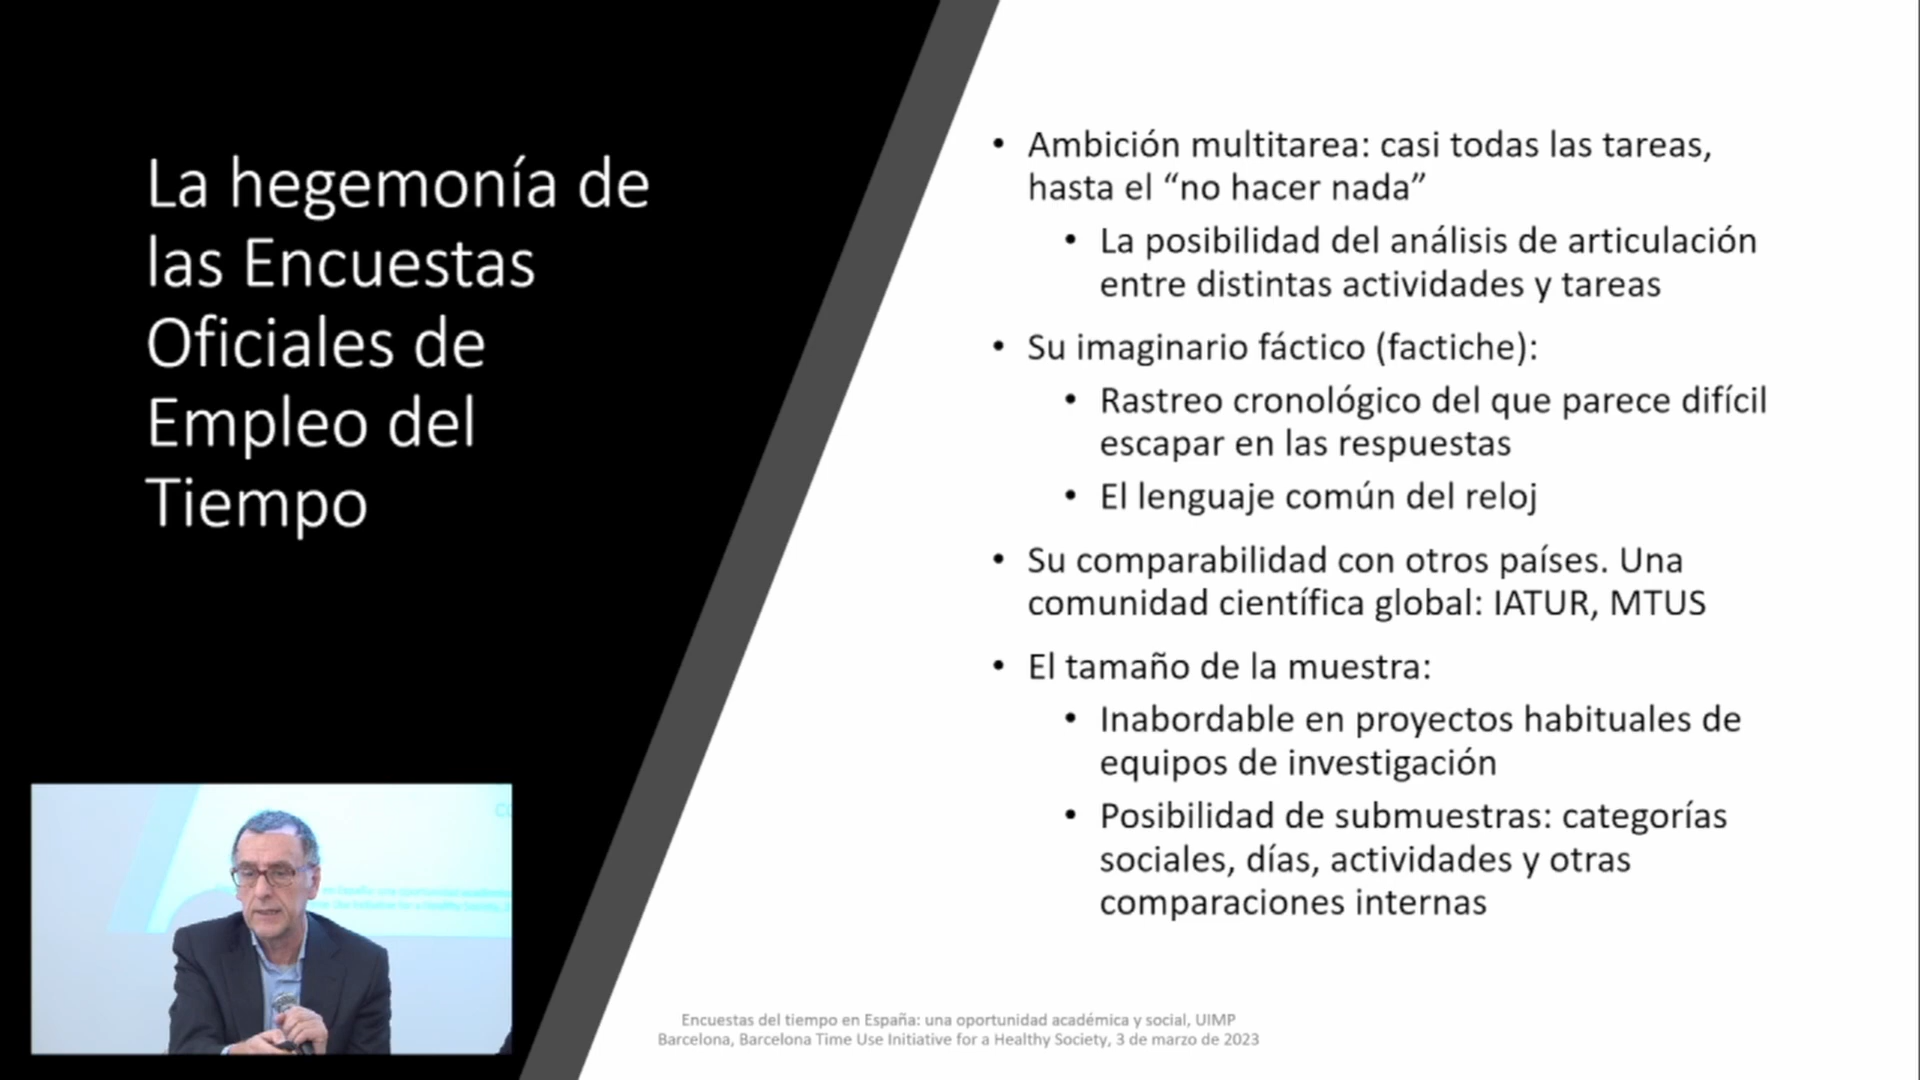 La hegemonía de
las Encuestas
Oficiales de
Empleo del
Tiempo
• Ambición multitarea: casi todas las tareas,
hasta el “no hacer nada”
• La posibilidad del análisis de articulación
entre distintas actividades y tareas
• Su imaginario fáctico (factiche):
• Rastreo cronológico del que parece difícil
escapar en las respuestas
• El lenguaje común del reloj
• Su comparabilidad con otros países. Una
comunidad científica global: IATUR, MTUS
• El tamaño de la muestra:
• Inabordable en proyectos habituales de
equipos de investigación
• Posibilidad de submuestras: categorías
sociales, días, actividades y otras
comparaciones internas
Encuestas del tiempo en España: una oportunidad académica y social, UIMP
Barcelona, Barcelona Time Use Initiative for a Healthy Society, 3 de marzo de 2023